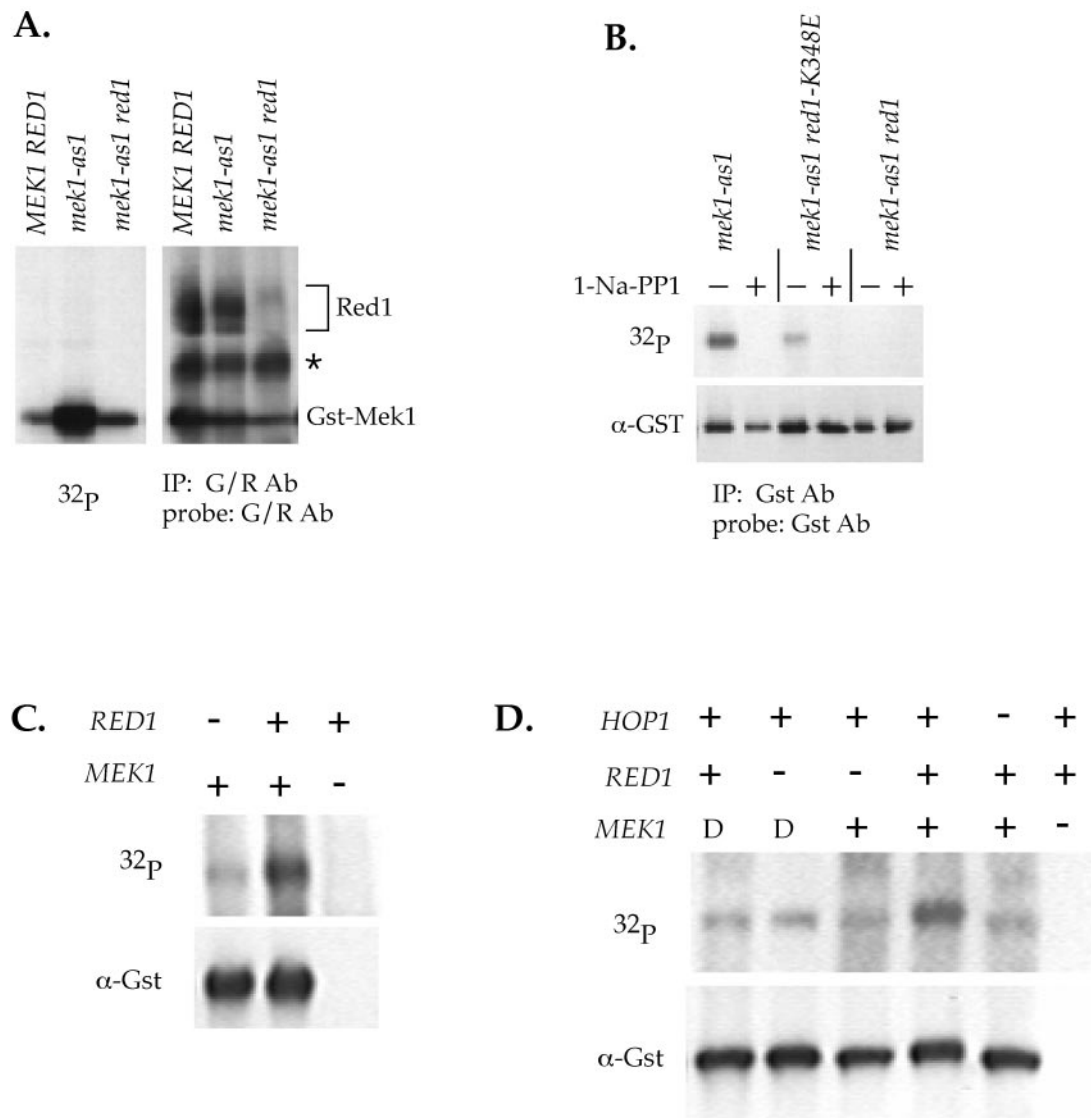 A.
MEK1 RED1
mek1-as1
mek1-as1 red1
MEK1 RED1
mek1-as1
mek1-as1 red1
Red1
*
Gst-Mek1
32P
IP: G/R Ab
probe: G/R Ab
B.
mek1-as1
mek1-as1 red1-K348E
mek1-as1 red1
1-Na-PP1 − + − + − +
32P
α-GST
IP: Gst Ab
probe: Gst Ab
C.
RED1 - + +
MEK1 + + -
32P
α-Gst
D.
HOP1 + + + + - +
RED1 + - - + + +
MEK1 D D + + + -
32P
α-Gst